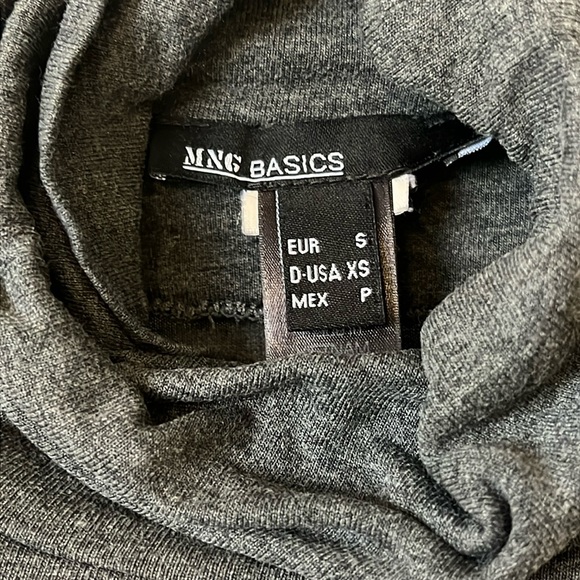 MNG BASICS
EUR S
D-USA XS
MEX P